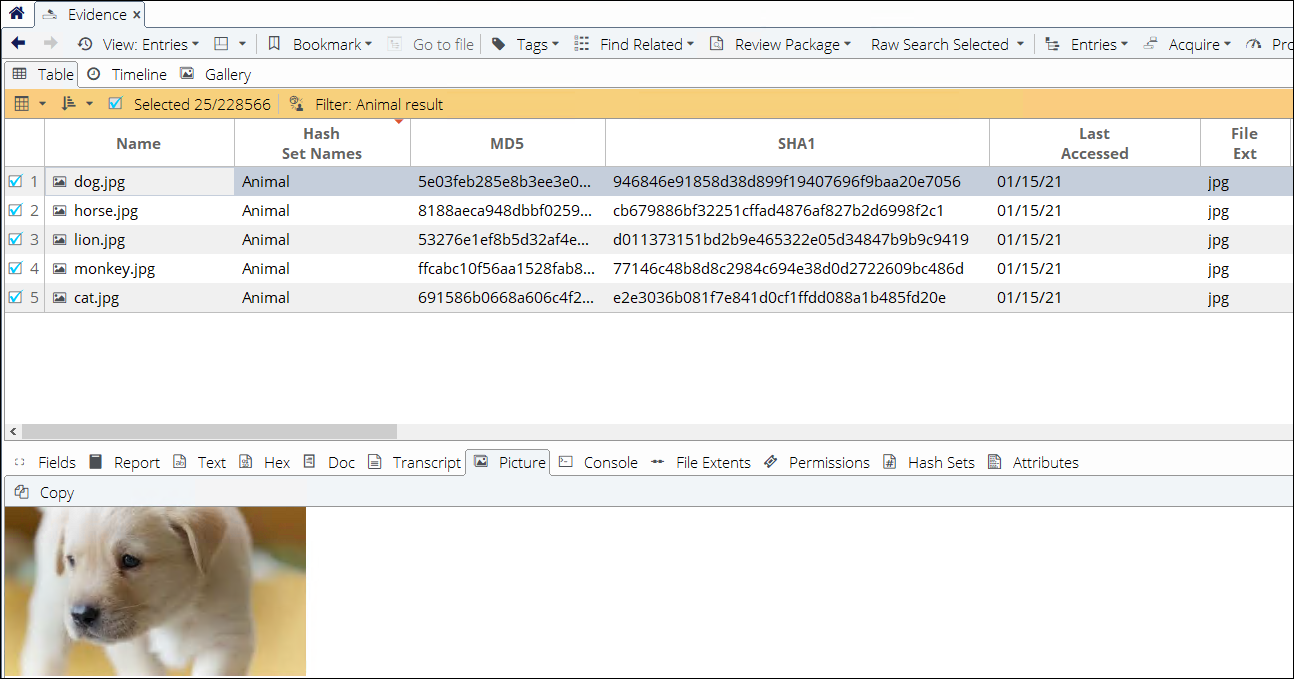 Evidence ×
View: Entries Bookmark Go to file Tags Find Related Review Package Raw Search Selected Entries Acquire Pro
Table Timeline Gallery
Selected 25/228566 Filter: Animal result
Name Hash Set Names MD5 SHA1 Last Accessed File Ext
1 dog.jpg Animal 5e03feb285e8b3ee3e0... 946846e91858d38d899f19407696f9baa20e7056 01/15/21 jpg
2 horse.jpg Animal 8188aeca948dbbf0259... cb679886bf32251cffad4876af827b2d6998f2c1 01/15/21 jpg
3 lion.jpg Animal 53276e1ef8b5d32af4e... d011373151bd2b9e465322e05d34847b9b9c9419 01/15/21 jpg
4 monkey.jpg Animal ffcabc10f56aa1528fab8... 77146c48b8d8c2984c694e38d0d2722609bc486d 01/15/21 jpg
5 cat.jpg Animal 691586b0668a606c4f2... e2e3036b081f7e841d0cf1ffdd088a1b485fd20e 01/15/21 jpg
Fields Report Text Hex Doc Transcript Picture Console File Extents Permissions Hash Sets Attributes
Copy